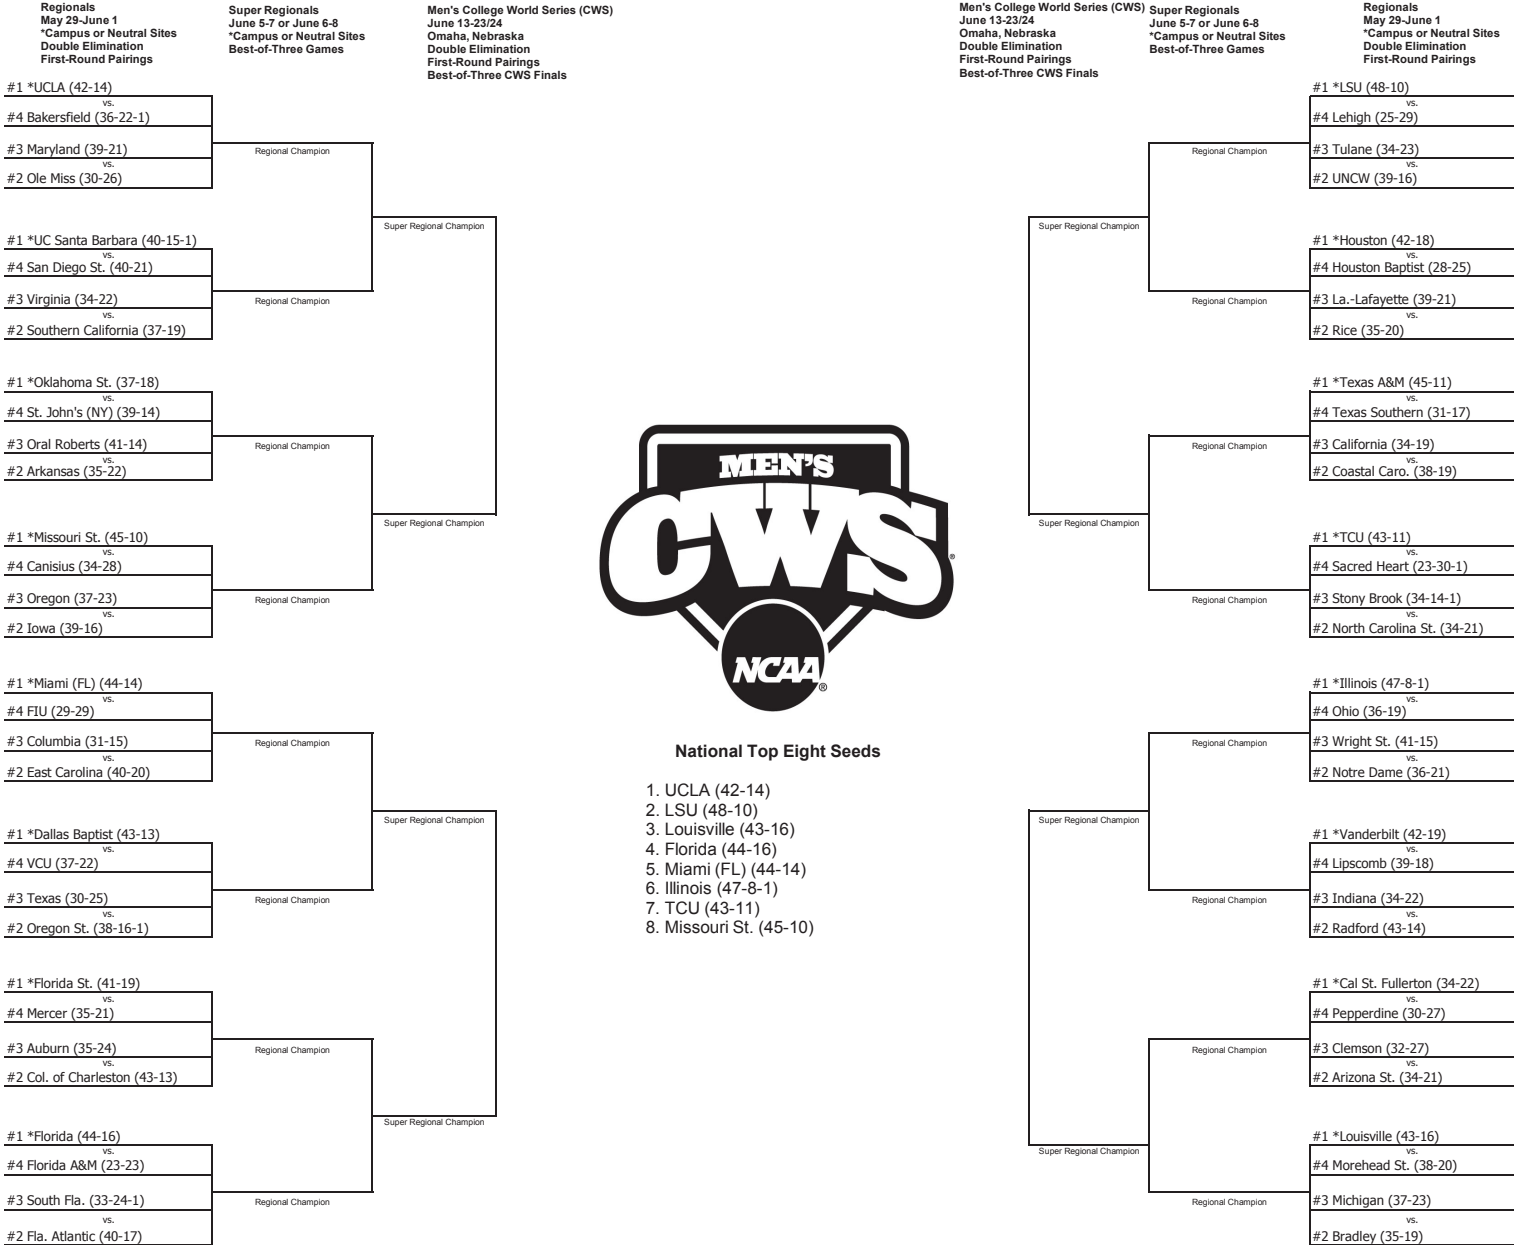 Regionals
May 29-June 1
*Campus or Neutral Sites
Double Elimination
First-Round Pairings
Super Regionals
June 5-7 or June 6-8
*Campus or Neutral Sites
Best-of-Three Games
Men's College World Series (CWS)
June 13-23/24
Omaha, Nebraska
Double Elimination
First-Round Pairings
Best-of-Three CWS Finals
Men's College World Series (CWS)
June 13-23/24
Omaha, Nebraska
Double Elimination
First-Round Pairings
Best-of-Three CWS Finals
Super Regionals
June 5-7 or June 6-8
*Campus or Neutral Sites
Best-of-Three Games
Regionals
May 29-June 1
*Campus or Neutral Sites
Double Elimination
First-Round Pairings
#1 *UCLA (42-14)
vs.
#4 Bakersfield (36-22-1)
#3 Maryland (39-21)
vs.
#2 Ole Miss (30-26)
Regional Champion
#1 *UC Santa Barbara (40-15-1)
vs.
#4 San Diego St. (40-21)
#3 Virginia (34-22)
vs.
#2 Southern California (37-19)
Regional Champion
Super Regional Champion
#1 *Oklahoma St. (37-18)
vs.
#4 St. John's (NY) (39-14)
#3 Oral Roberts (41-14)
vs.
#2 Arkansas (35-22)
Regional Champion
#1 *Missouri St. (45-10)
vs.
#4 Canisius (34-28)
#3 Oregon (37-23)
vs.
#2 Iowa (39-16)
Regional Champion
Super Regional Champion
#1 *Miami (FL) (44-14)
vs.
#4 FIU (29-29)
#3 Columbia (31-15)
vs.
#2 East Carolina (40-20)
Regional Champion
#1 *Dallas Baptist (43-13)
vs.
#4 VCU (37-22)
#3 Texas (30-25)
vs.
#2 Oregon St. (38-16-1)
Regional Champion
Super Regional Champion
#1 *Florida St. (41-19)
vs.
#4 Mercer (35-21)
#3 Auburn (35-24)
vs.
#2 Col. of Charleston (43-13)
Regional Champion
#1 *Florida (44-16)
vs.
#4 Florida A&M (23-23)
#3 South Fla. (33-24-1)
vs.
#2 Fla. Atlantic (40-17)
Regional Champion
Super Regional Champion
MEN'S
CWS®
NCAA®
National Top Eight Seeds
1. UCLA (42-14)
2. LSU (48-10)
3. Louisville (43-16)
4. Florida (44-16)
5. Miami (FL) (44-14)
6. Illinois (47-8-1)
7. TCU (43-11)
8. Missouri St. (45-10)
#1 *LSU (48-10)
vs.
#4 Lehigh (25-29)
#3 Tulane (34-23)
vs.
#2 UNCW (39-16)
Regional Champion
#1 *Houston (42-18)
vs.
#4 Houston Baptist (28-25)
#3 La.-Lafayette (39-21)
vs.
#2 Rice (35-20)
Regional Champion
Super Regional Champion
#1 *Texas A&M (45-11)
vs.
#4 Texas Southern (31-17)
#3 California (34-19)
vs.
#2 Coastal Caro. (38-19)
Regional Champion
#1 *TCU (43-11)
vs.
#4 Sacred Heart (23-30-1)
#3 Stony Brook (34-14-1)
vs.
#2 North Carolina St. (34-21)
Regional Champion
Super Regional Champion
#1 *Illinois (47-8-1)
vs.
#4 Ohio (36-19)
#3 Wright St. (41-15)
vs.
#2 Notre Dame (36-21)
Regional Champion
#1 *Vanderbilt (42-19)
vs.
#4 Lipscomb (39-18)
#3 Indiana (34-22)
vs.
#2 Radford (43-14)
Regional Champion
Super Regional Champion
#1 *Cal St. Fullerton (34-22)
vs.
#4 Pepperdine (30-27)
#3 Clemson (32-27)
vs.
#2 Arizona St. (34-21)
Regional Champion
#1 *Louisville (43-16)
vs.
#4 Morehead St. (38-20)
#3 Michigan (37-23)
vs.
#2 Bradley (35-19)
Regional Champion
Super Regional Champion